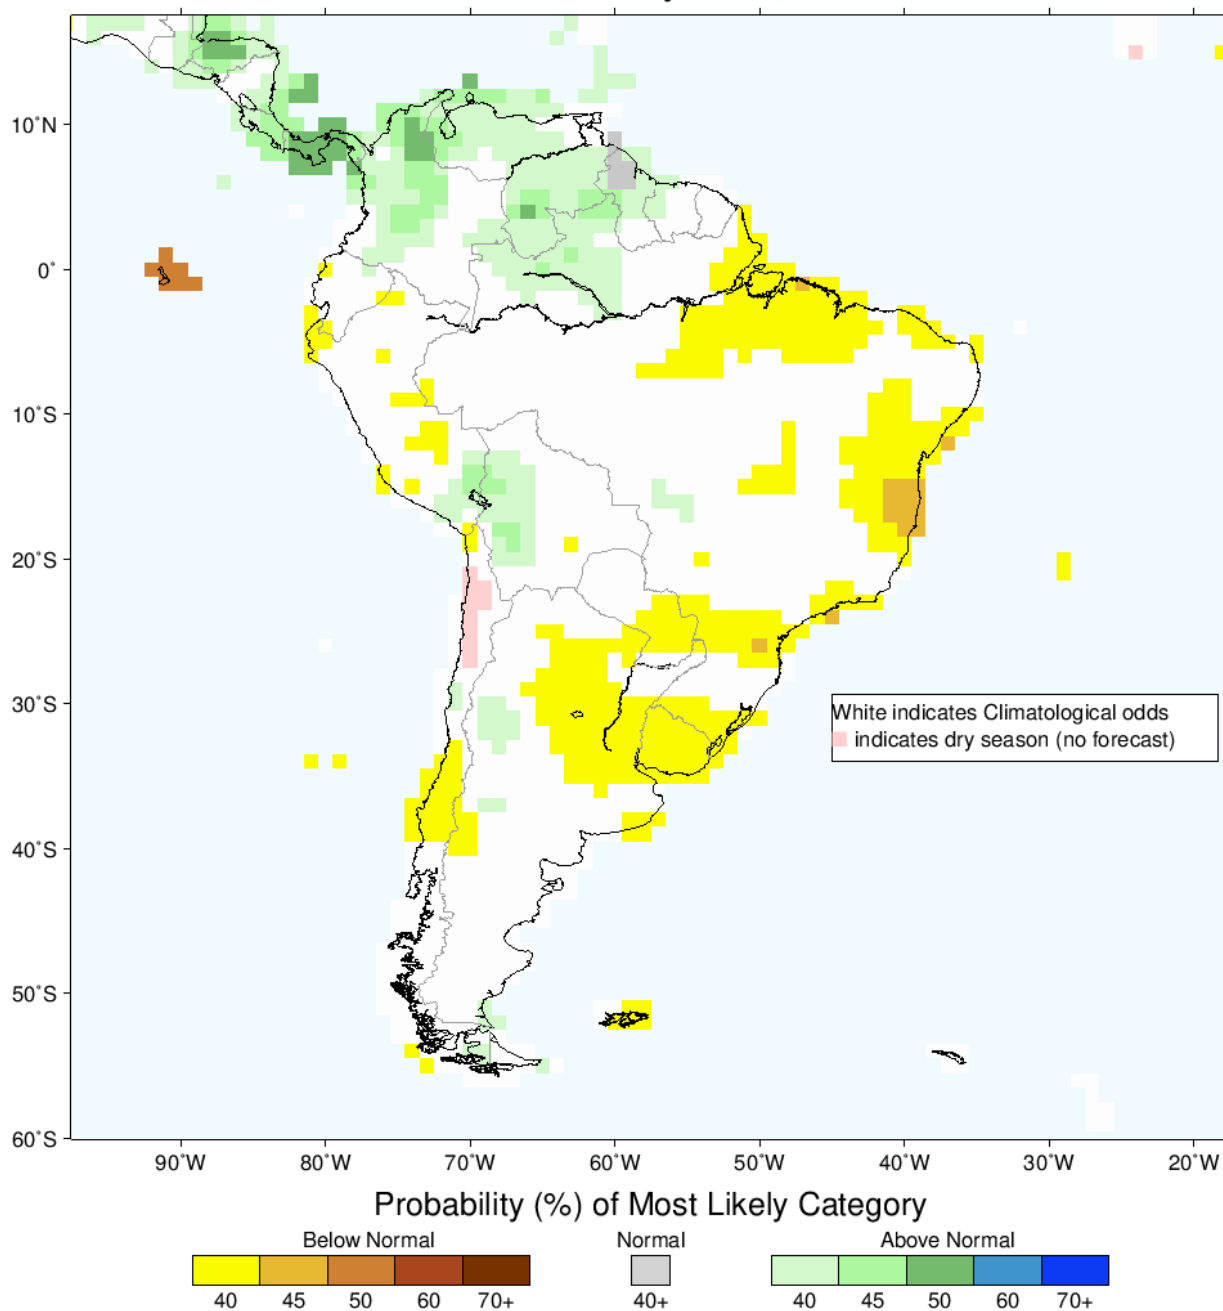 10°N
0°
10°S
20°S
30°S
40°S
50°S
60°S
White indicates Climatological odds
indicates dry season (no forecast)
90°W 80°W 70°W 60°W 50°W 40°W 30°W 20°W
Probability (%) of Most Likely Category
Below Normal Normal Above Normal
40 45 50 60 70+ 40+ 40 45 50 60 70+